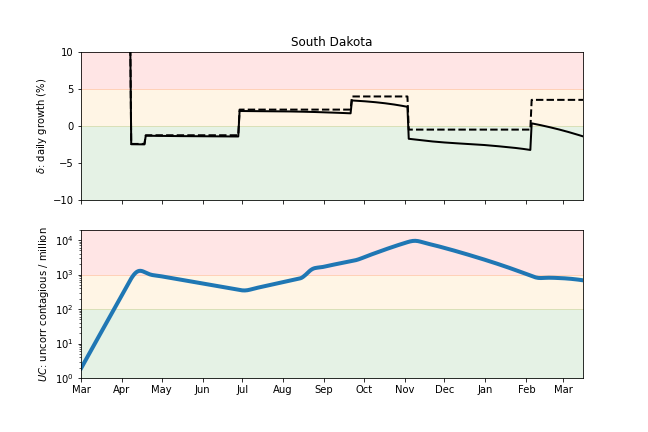 South Dakota
δ: daily growth (%)
10
5
0
−5
−10
UC: uncorr contagious / million
10⁴
10³
10²
10¹
10⁰
Mar Apr May Jun Jul Aug Sep Oct Nov Dec Jan Feb Mar